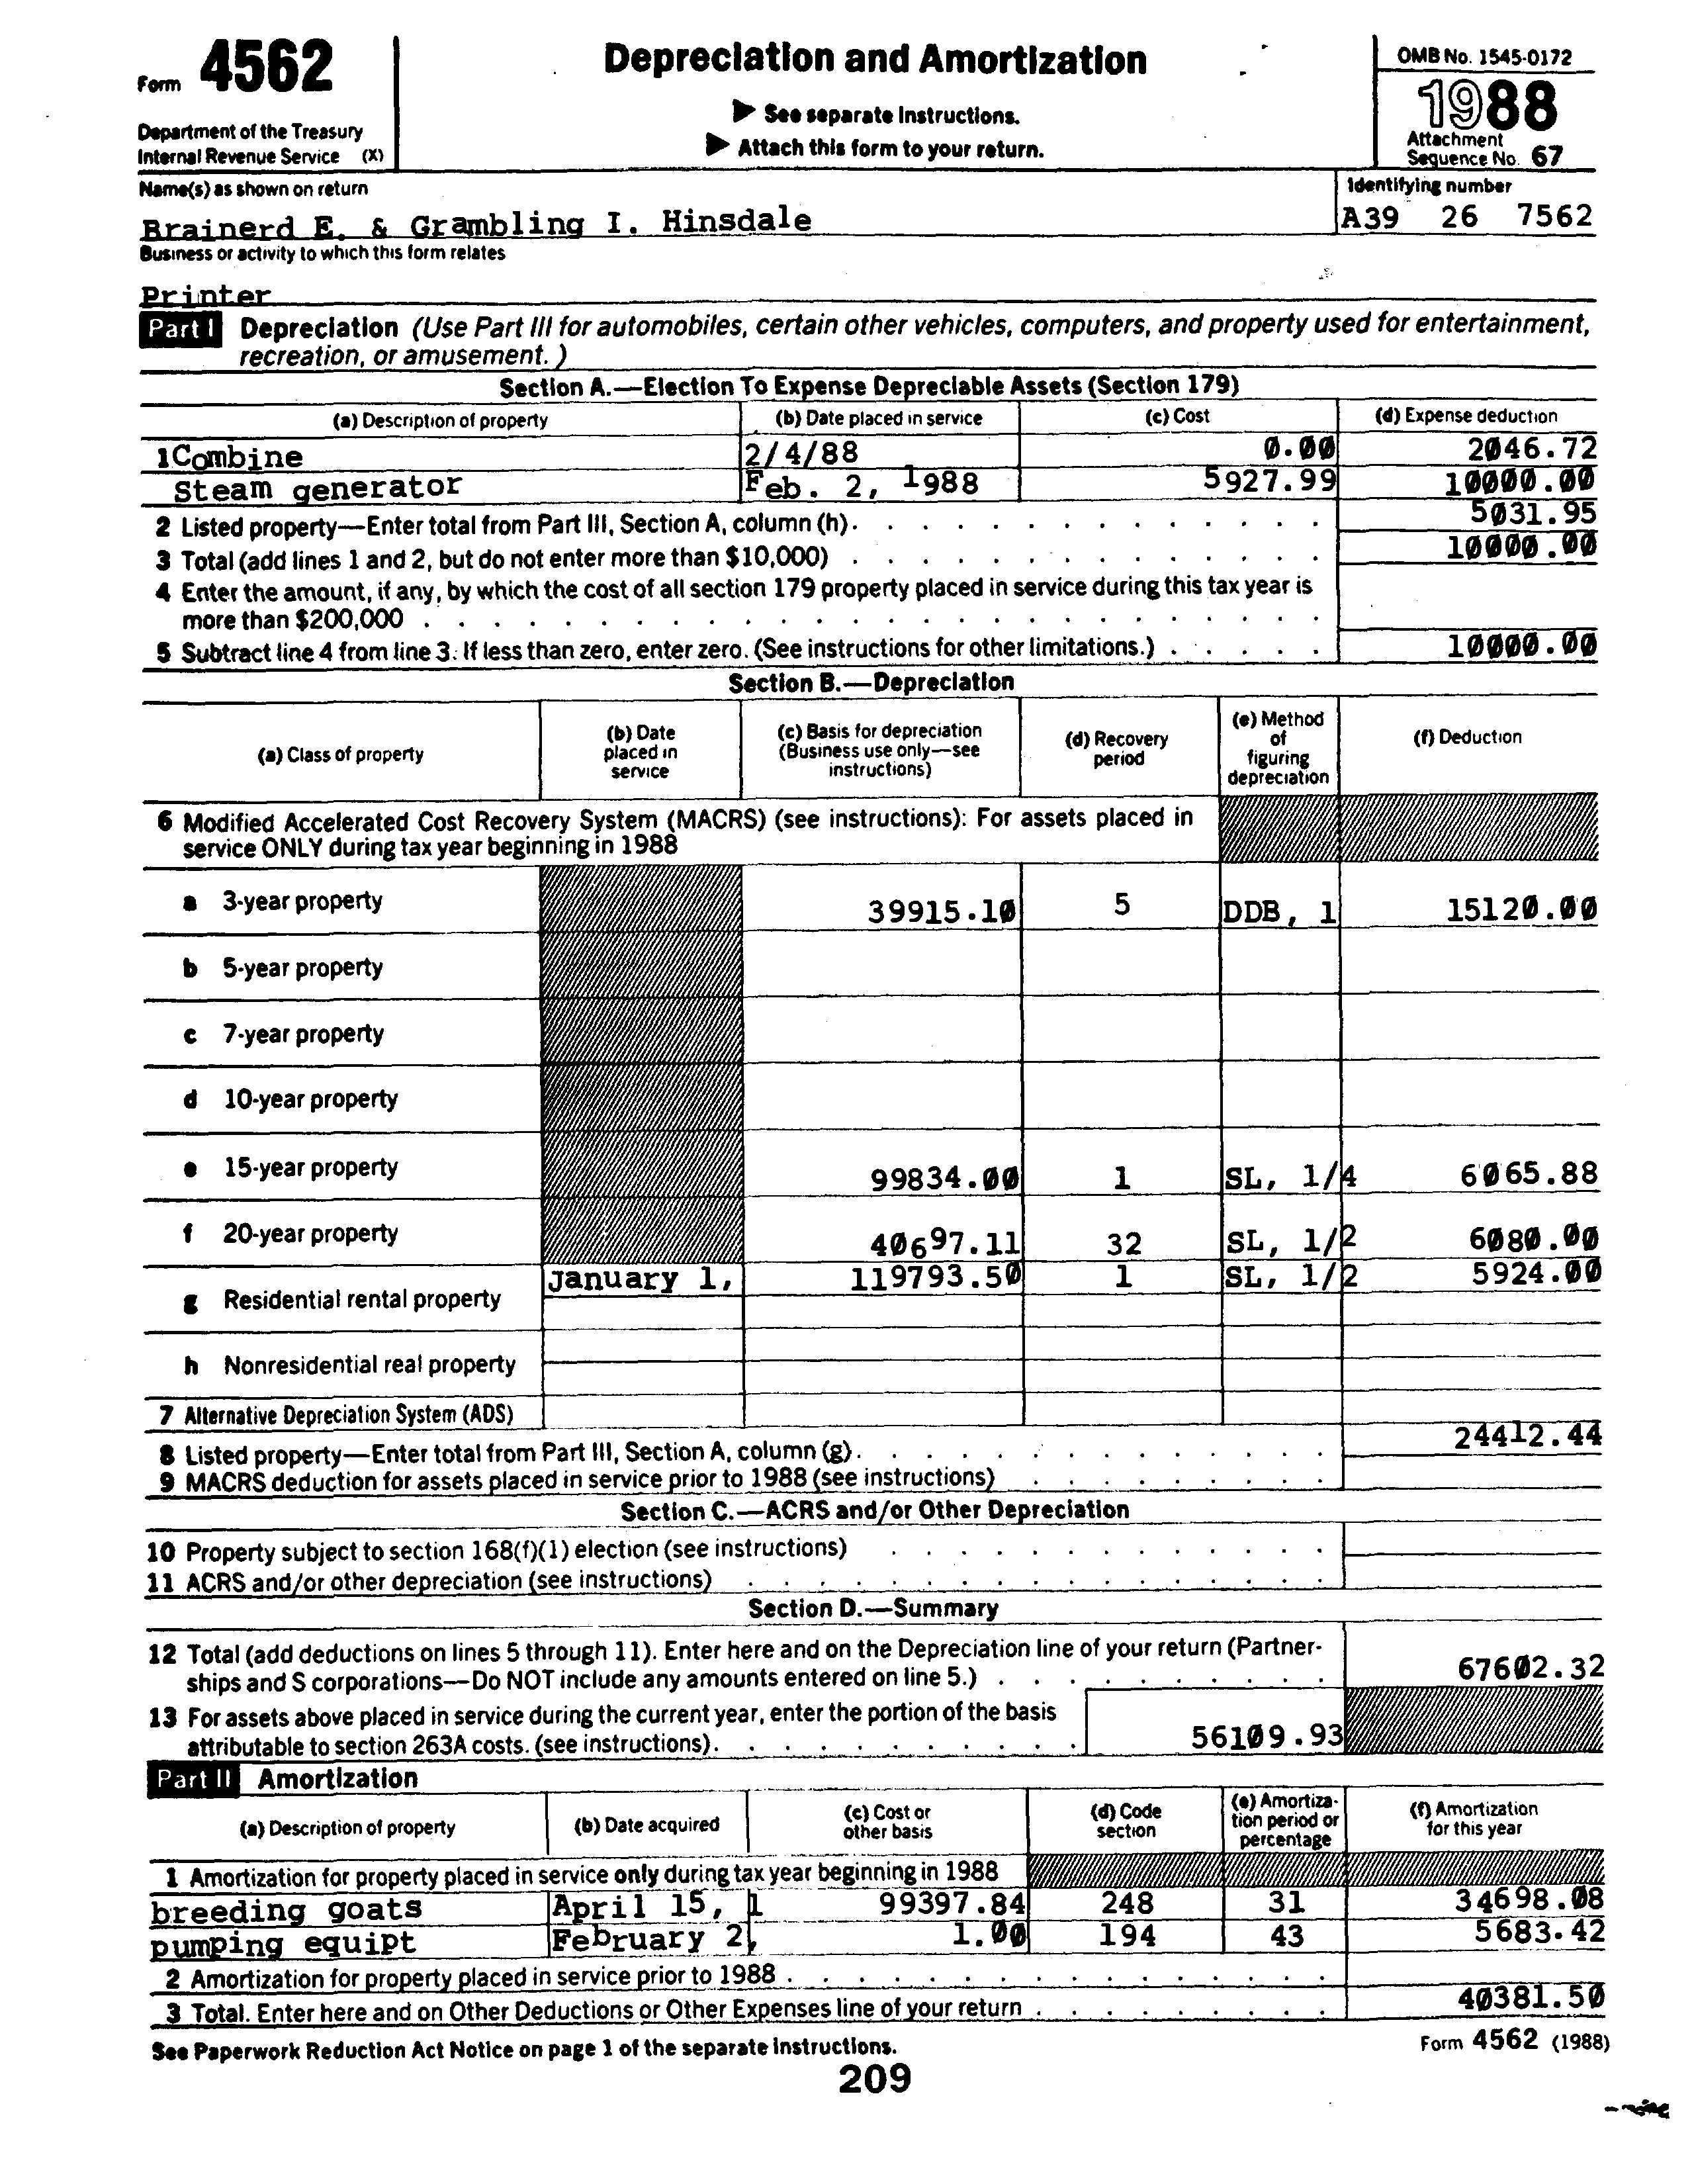 Form 4562
Department of the Treasury
Internal Revenue Service (X)
Depreciation and Amortization
▶ See separate Instructions.
▶ Attach this form to your return.
OMB No. 1545-0172
1988
Attachment
Sequence No. 67
Name(s) as shown on return
Brainerd E. & Grambling I. Hinsdale
Identifying number
A39 26 7562
Business or activity to which this form relates
Printer
Part I Depreciation (Use Part III for automobiles, certain other vehicles, computers, and property used for entertainment,
recreation, or amusement.)
Section A.—Election To Expense Depreciable Assets (Section 179)
(a) Description of property (b) Date placed in service (c) Cost (d) Expense deduction
1 Combine 2/4/88 0.00 2046.72
Steam generator Feb. 2, 1988 5927.99 10000.00
2 Listed property—Enter total from Part III, Section A, column (h). 5031.95
3 Total (add lines 1 and 2, but do not enter more than $10,000) 10000.00
4 Enter the amount, if any, by which the cost of all section 179 property placed in service during this tax year is
more than $200,000
5 Subtract line 4 from line 3. If less than zero, enter zero. (See instructions for other limitations.) 10000.00
Section B.—Depreciation
(a) Class of property
(b) Date
placed in
service
(c) Basis for depreciation
(Business use only—see
instructions)
(d) Recovery
period
(e) Method
of
figuring
depreciation
(f) Deduction
6 Modified Accelerated Cost Recovery System (MACRS) (see instructions): For assets placed in
service ONLY during tax year beginning in 1988
a 3-year property 39915.10 5 DDB, 1 15120.00
b 5-year property
c 7-year property
d 10-year property
e 15-year property 99834.00 1 SL, 1/4 6065.88
f 20-year property 40697.11 32 SL, 1/2 6080.00
January 1, 119793.50 1 SL, 1/2 5924.00
g Residential rental property
h Nonresidential real property
7 Alternative Depreciation System (ADS)
8 Listed property—Enter total from Part III, Section A, column (g). 24412.44
9 MACRS deduction for assets placed in service prior to 1988 (see instructions)
Section C.—ACRS and/or Other Depreciation
10 Property subject to section 168(f)(1) election (see instructions)
11 ACRS and/or other depreciation (see instructions)
Section D.—Summary
12 Total (add deductions on lines 5 through 11). Enter here and on the Depreciation line of your return (Partner-
ships and S corporations—Do NOT include any amounts entered on line 5.) 67602.32
13 For assets above placed in service during the current year, enter the portion of the basis
attributable to section 263A costs. (see instructions). 56109.93
Part II Amortization
(a) Description of property
(b) Date acquired
(c) Cost or
other basis
(d) Code
section
(e) Amortiza-
tion period or
percentage
(f) Amortization
for this year
1 Amortization for property placed in service only during tax year beginning in 1988
breeding goats April 15, 1 99397.84 248 31 34698.08
pumping equipt February 2, 1.00 194 43 5683.42
2 Amortization for property placed in service prior to 1988
3 Total. Enter here and on Other Deductions or Other Expenses line of your return 40381.50
See Paperwork Reduction Act Notice on page 1 of the separate Instructions.
Form 4562 (1988)
209